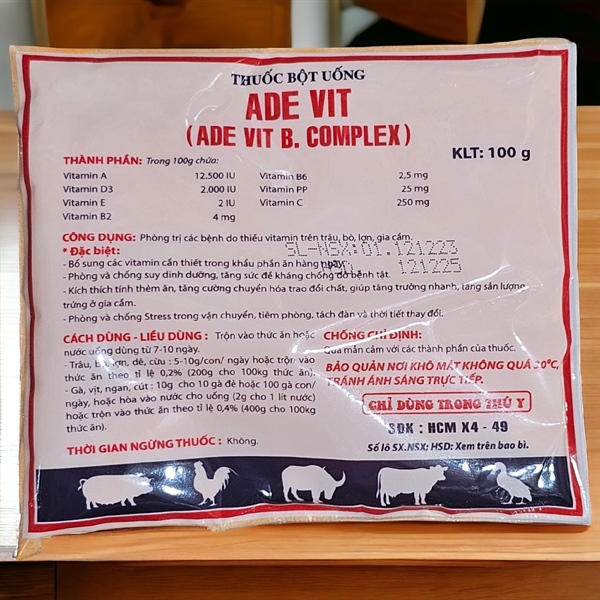 THUỐC BỘT UỐNG
ADE VIT
(ADE VIT B. COMPLEX)
KLT: 100 g
THÀNH PHẦN: Trong 100g chứa:
Vitamin A 12.500 IU Vitamin B6 2,5 mg
Vitamin D3 2.000 IU Vitamin PP 25 mg
Vitamin E 2 IU Vitamin C 250 mg
Vitamin B2 4 mg
CÔNG DỤNG: Phòng trị các bệnh do thiếu vitamin trên trâu, bò, lợn, gia cầm.
* Đặc biệt:
SL-NSX:01.121223
- Bổ sung các vitamin cần thiết trong khẩu phần ăn hàng ngày.
121225
- Phòng và chống suy dinh dưỡng, tăng sức đề kháng chống đỡ bệnh tật.
- Kích thích tính thèm ăn, tăng cường chuyển hóa trao đổi chất, giúp tăng trưởng nhanh, tăng sản lượng
trứng ở gia cầm.
- Phòng và chống Stress trong vận chuyển, tiêm phòng, tách đàn và thời tiết thay đổi.
CÁCH DÙNG - LIỀU DÙNG : Trộn vào thức ăn hoặc
nước uống dùng từ 7-10 ngày.
- Trâu, bò, lợn, dê, cừu : 5-10g/con/ ngày hoặc trộn vào
thức ăn theo tỉ lệ 0,2% (200g cho 100kg thức ăn).
- Gà, vịt, ngan, cút : 10g cho 10 gà đẻ hoặc 100 gà con/
ngày, hoặc hòa vào nước cho uống (2g cho 1 lít nước)
hoặc trộn vào thức ăn theo tỉ lệ 0,4% (400g cho 100kg
thức ăn).
THỜI GIAN NGỪNG THUỐC : Không.
CHỐNG CHỈ ĐỊNH:
Quá mẫn cảm với các thành phần của thuốc.
BẢO QUẢN NƠI KHÔ MÁT KHÔNG QUÁ 30ºC,
TRÁNH ÁNH SÁNG TRỰC TIẾP.
CHỈ DÙNG TRONG THÚ Y
SĐK : HCM X4 - 49
Số lô SX.NSX; HSD: Xem trên bao bì.